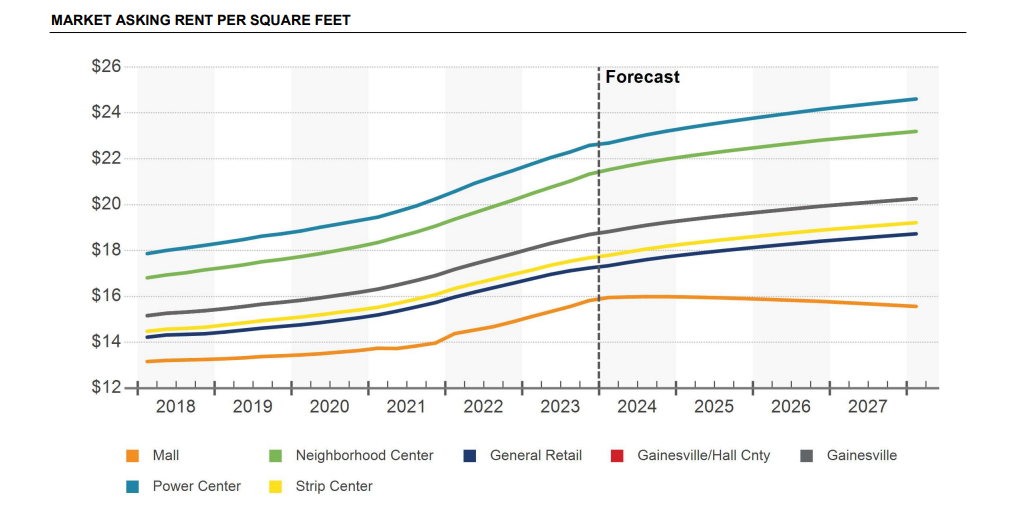 MARKET ASKING RENT PER SQUARE FEET
$26
Forecast
$24
$22
$20
$18
$16
$14
$12
2018 2019 2020 2021 2022 2023 2024 2025 2026 2027
Mall Neighborhood Center General Retail Gainesville/Hall Cnty Gainesville
Power Center Strip Center